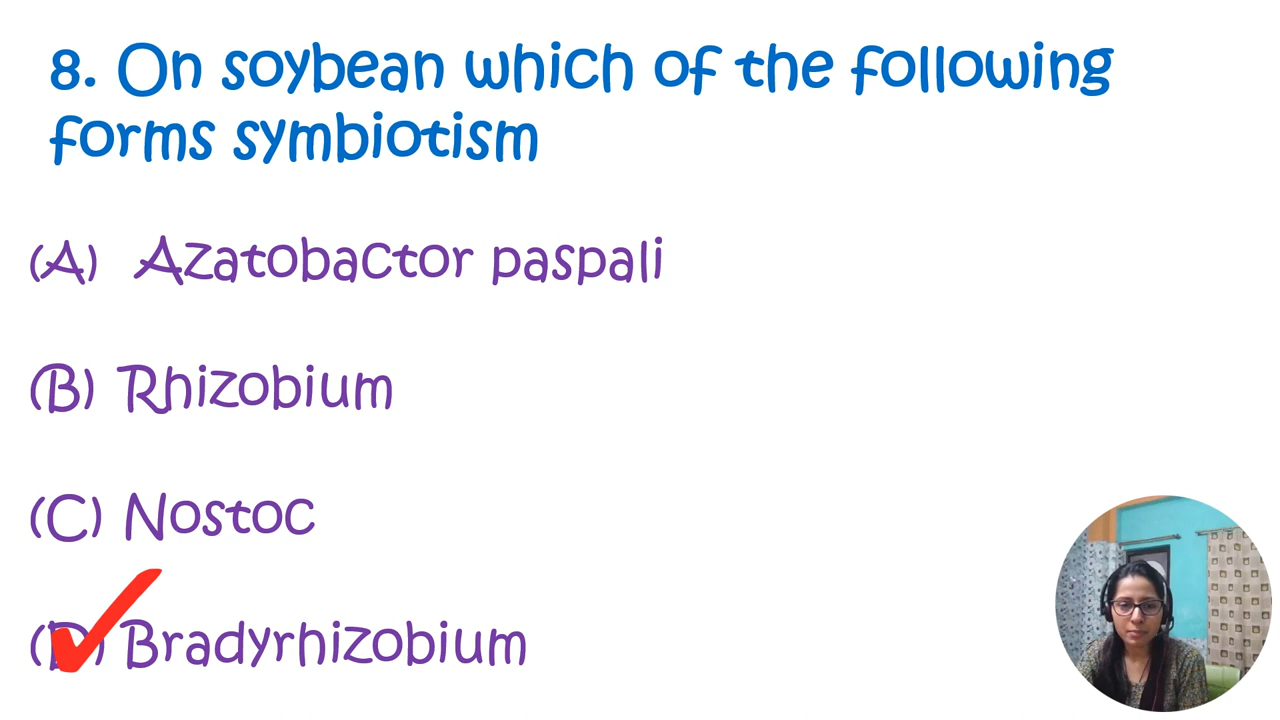 8. On soybean which of the following
forms symbiotism
(A) Azatobactor paspali
(B) Rhizobium
(C) Nostoc
(D) Bradyrhizobium